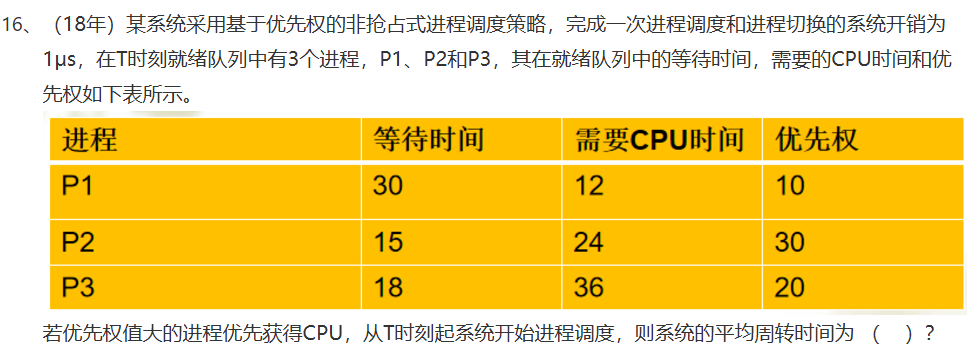 16、（18年）某系统采用基于优先权的非抢占式进程调度策略，完成一次进程调度和进程切换的系统开销为
1μs，在T时刻就绪队列中有3个进程，P1、P2和P3，其在就绪队列中的等待时间，需要的CPU时间和优
先权如下表所示。
进程 等待时间 需要CPU时间 优先权
P1 30 12 10
P2 15 24 30
P3 18 36 20
若优先权值大的进程优先获得CPU，从T时刻起系统开始进程调度，则系统的平均周转时间为 （ ）？